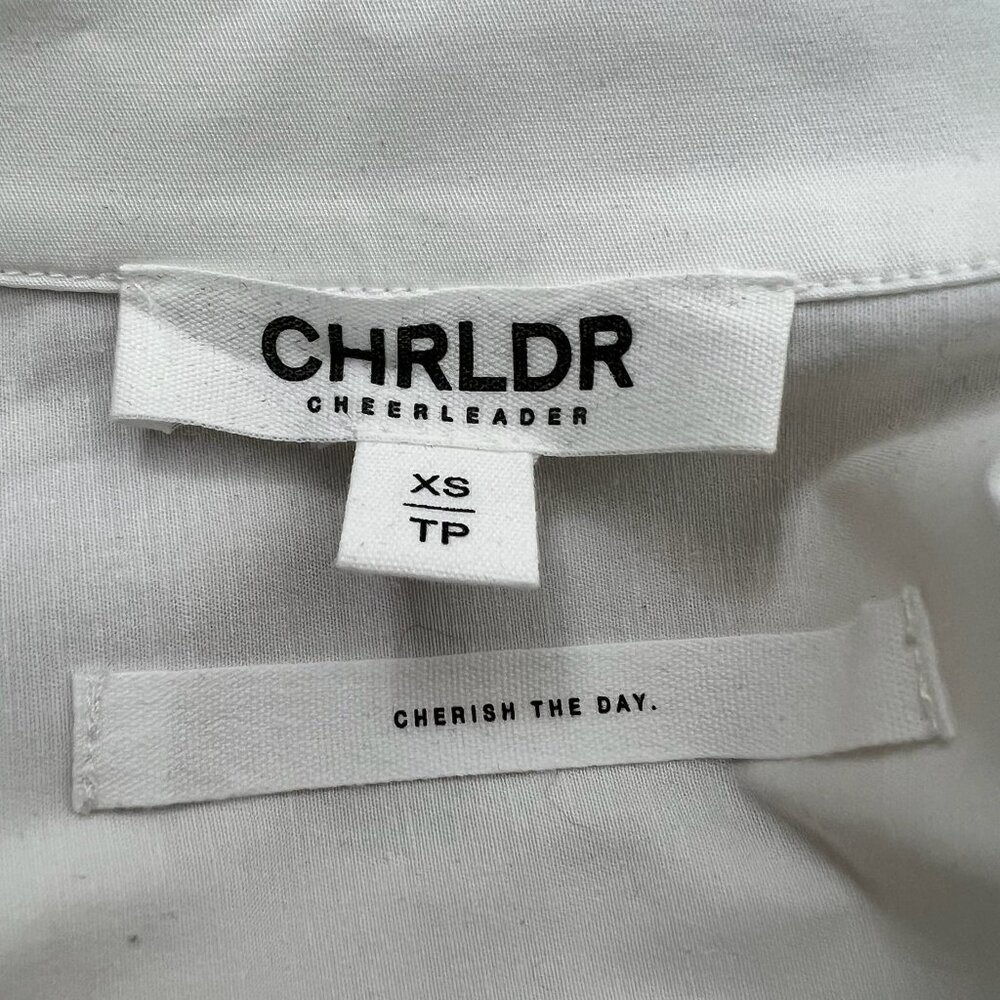 CHRLDR
CHEERLEADER
XS
TP
CHERISH THE DAY.